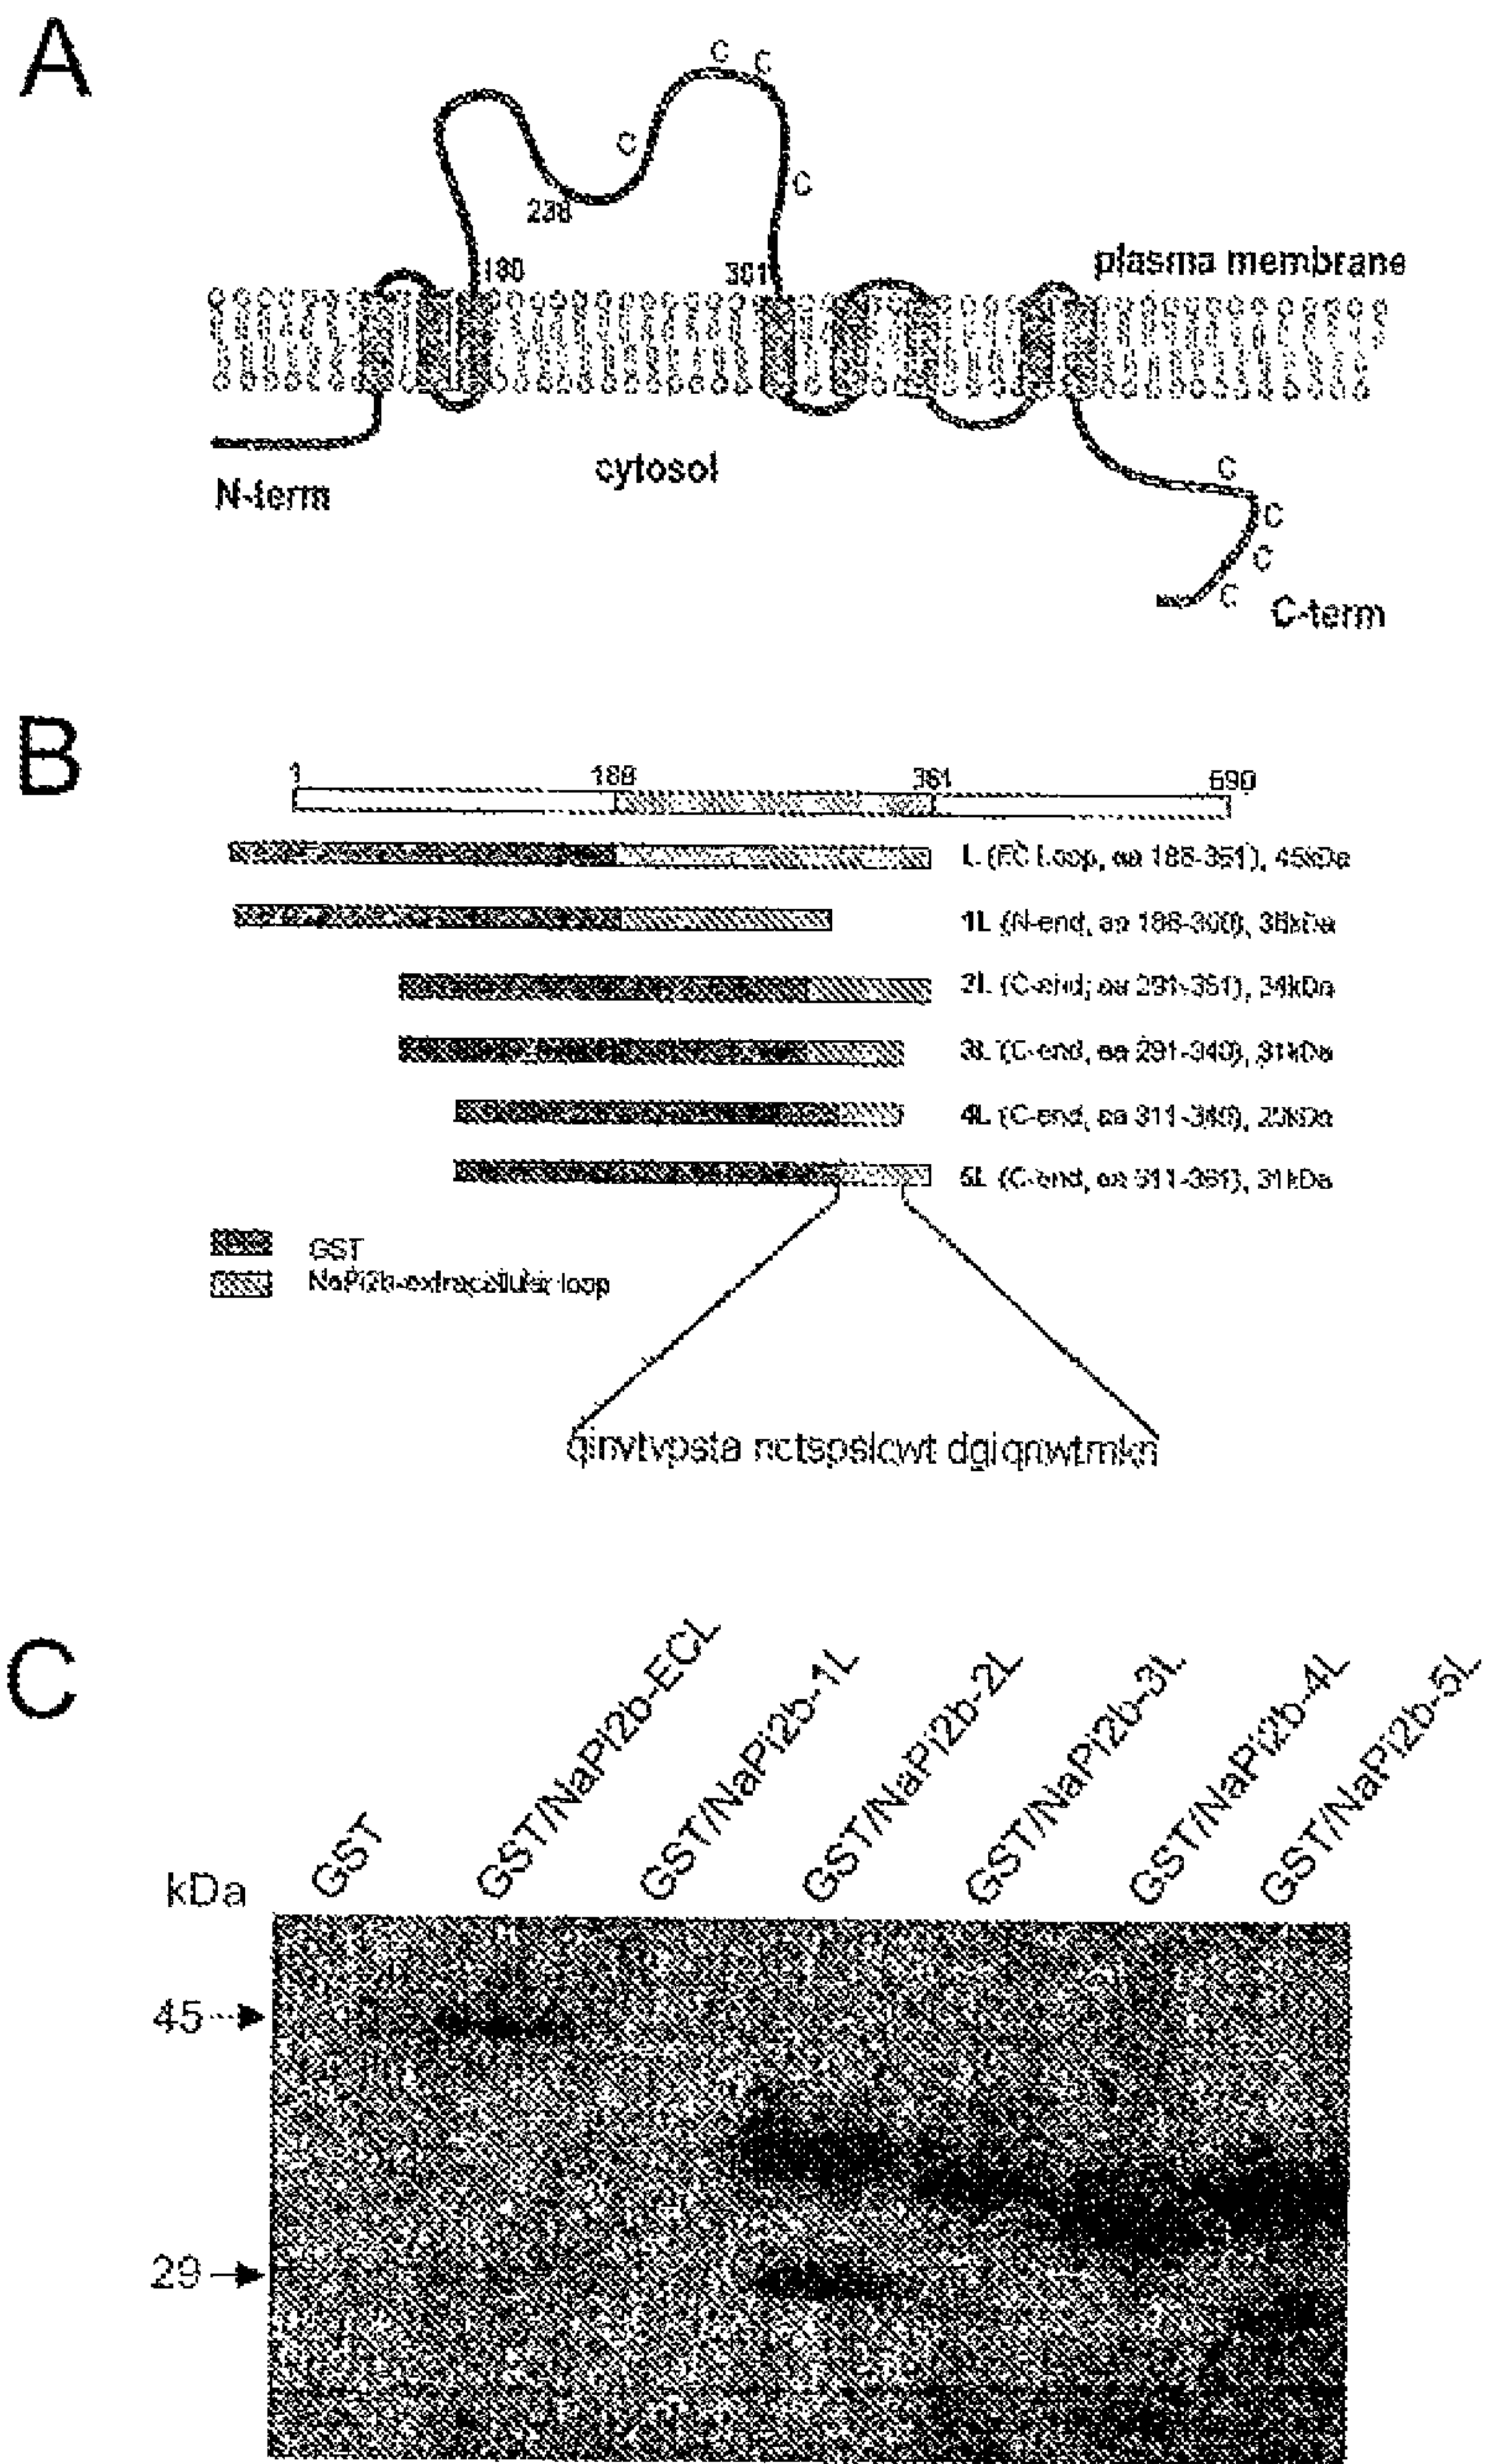 A
C C
C
C
238
180
301
plasma membrane
N-term
cytosol
C
C
C
C
C-term
B
1 188 361 690
L (EC Loop, aa 188-361), 45kDa
1L (N-end, aa 188-300), 36kDa
2L (C-end, aa 291-361), 34kDa
3L (C-end, aa 291-340), 31kDa
4L (C-end, aa 311-340),
5L (C-end, aa 311-361), 31kDa
GST
NaPi2b-extracellular loop
qinvtvpsta nctspslcwt dgiqnwtmkn
C
kDa
GST
GST/NaPi2b-ECL
GST/NaPi2b-1L
GST/NaPi2b-2L
GST/NaPi2b-3L
GST/NaPi2b-4L
GST/NaPi2b-5L
45
29